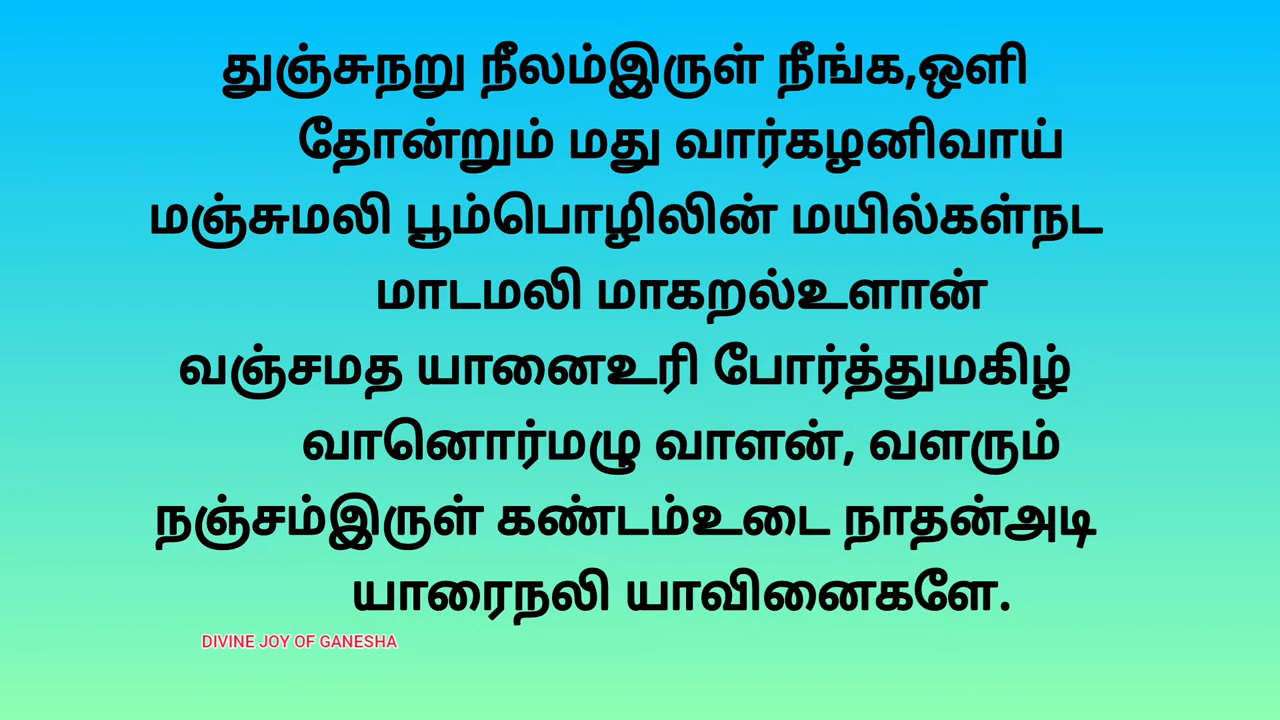 துஞ்சுநறு நீலம்இருள் நீங்க,ஒளி
தோன்றும் மது வார்கழனிவாய்
மஞ்சுமலி பூம்பொழிலின் மயில்கள்நட
மாடமலி மாகறல்உளான்
வஞ்சமத யானைஉரி போர்த்துமகிழ்
வானொர்மழு வாளன், வளரும்
நஞ்சம்இருள் கண்டம்உடை நாதன்அடி
யாரைநலி யாவினைகளே.
DIVINE JOY OF GANESHA